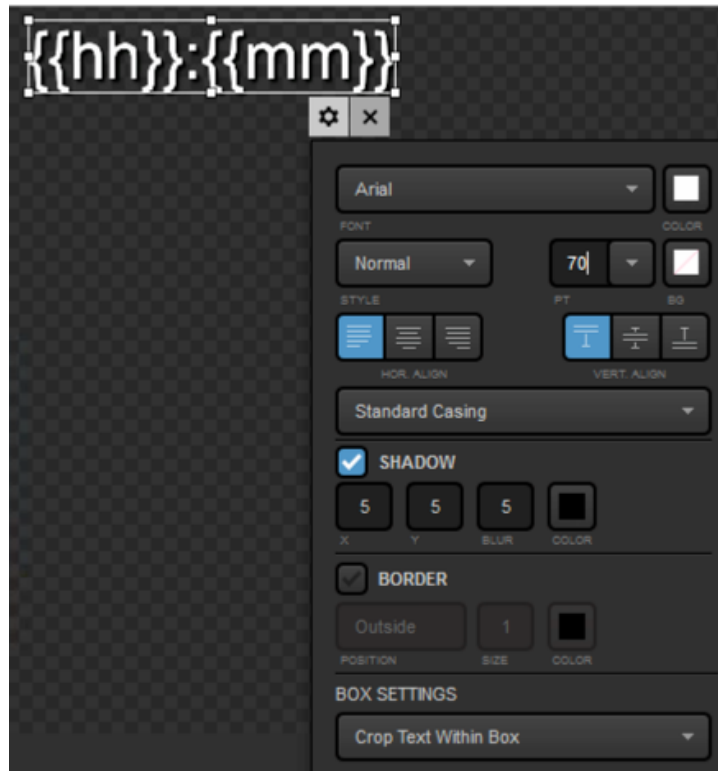 {{hh}}:{{mm}}
Arial
FONT COLOR
Normal 70
STYLE PT BG
HOR. ALIGN VERT. ALIGN
Standard Casing
SHADOW
5 5 5
X Y BLUR COLOR
BORDER
Outside 1
POSITION SIZE COLOR
BOX SETTINGS
Crop Text Within Box